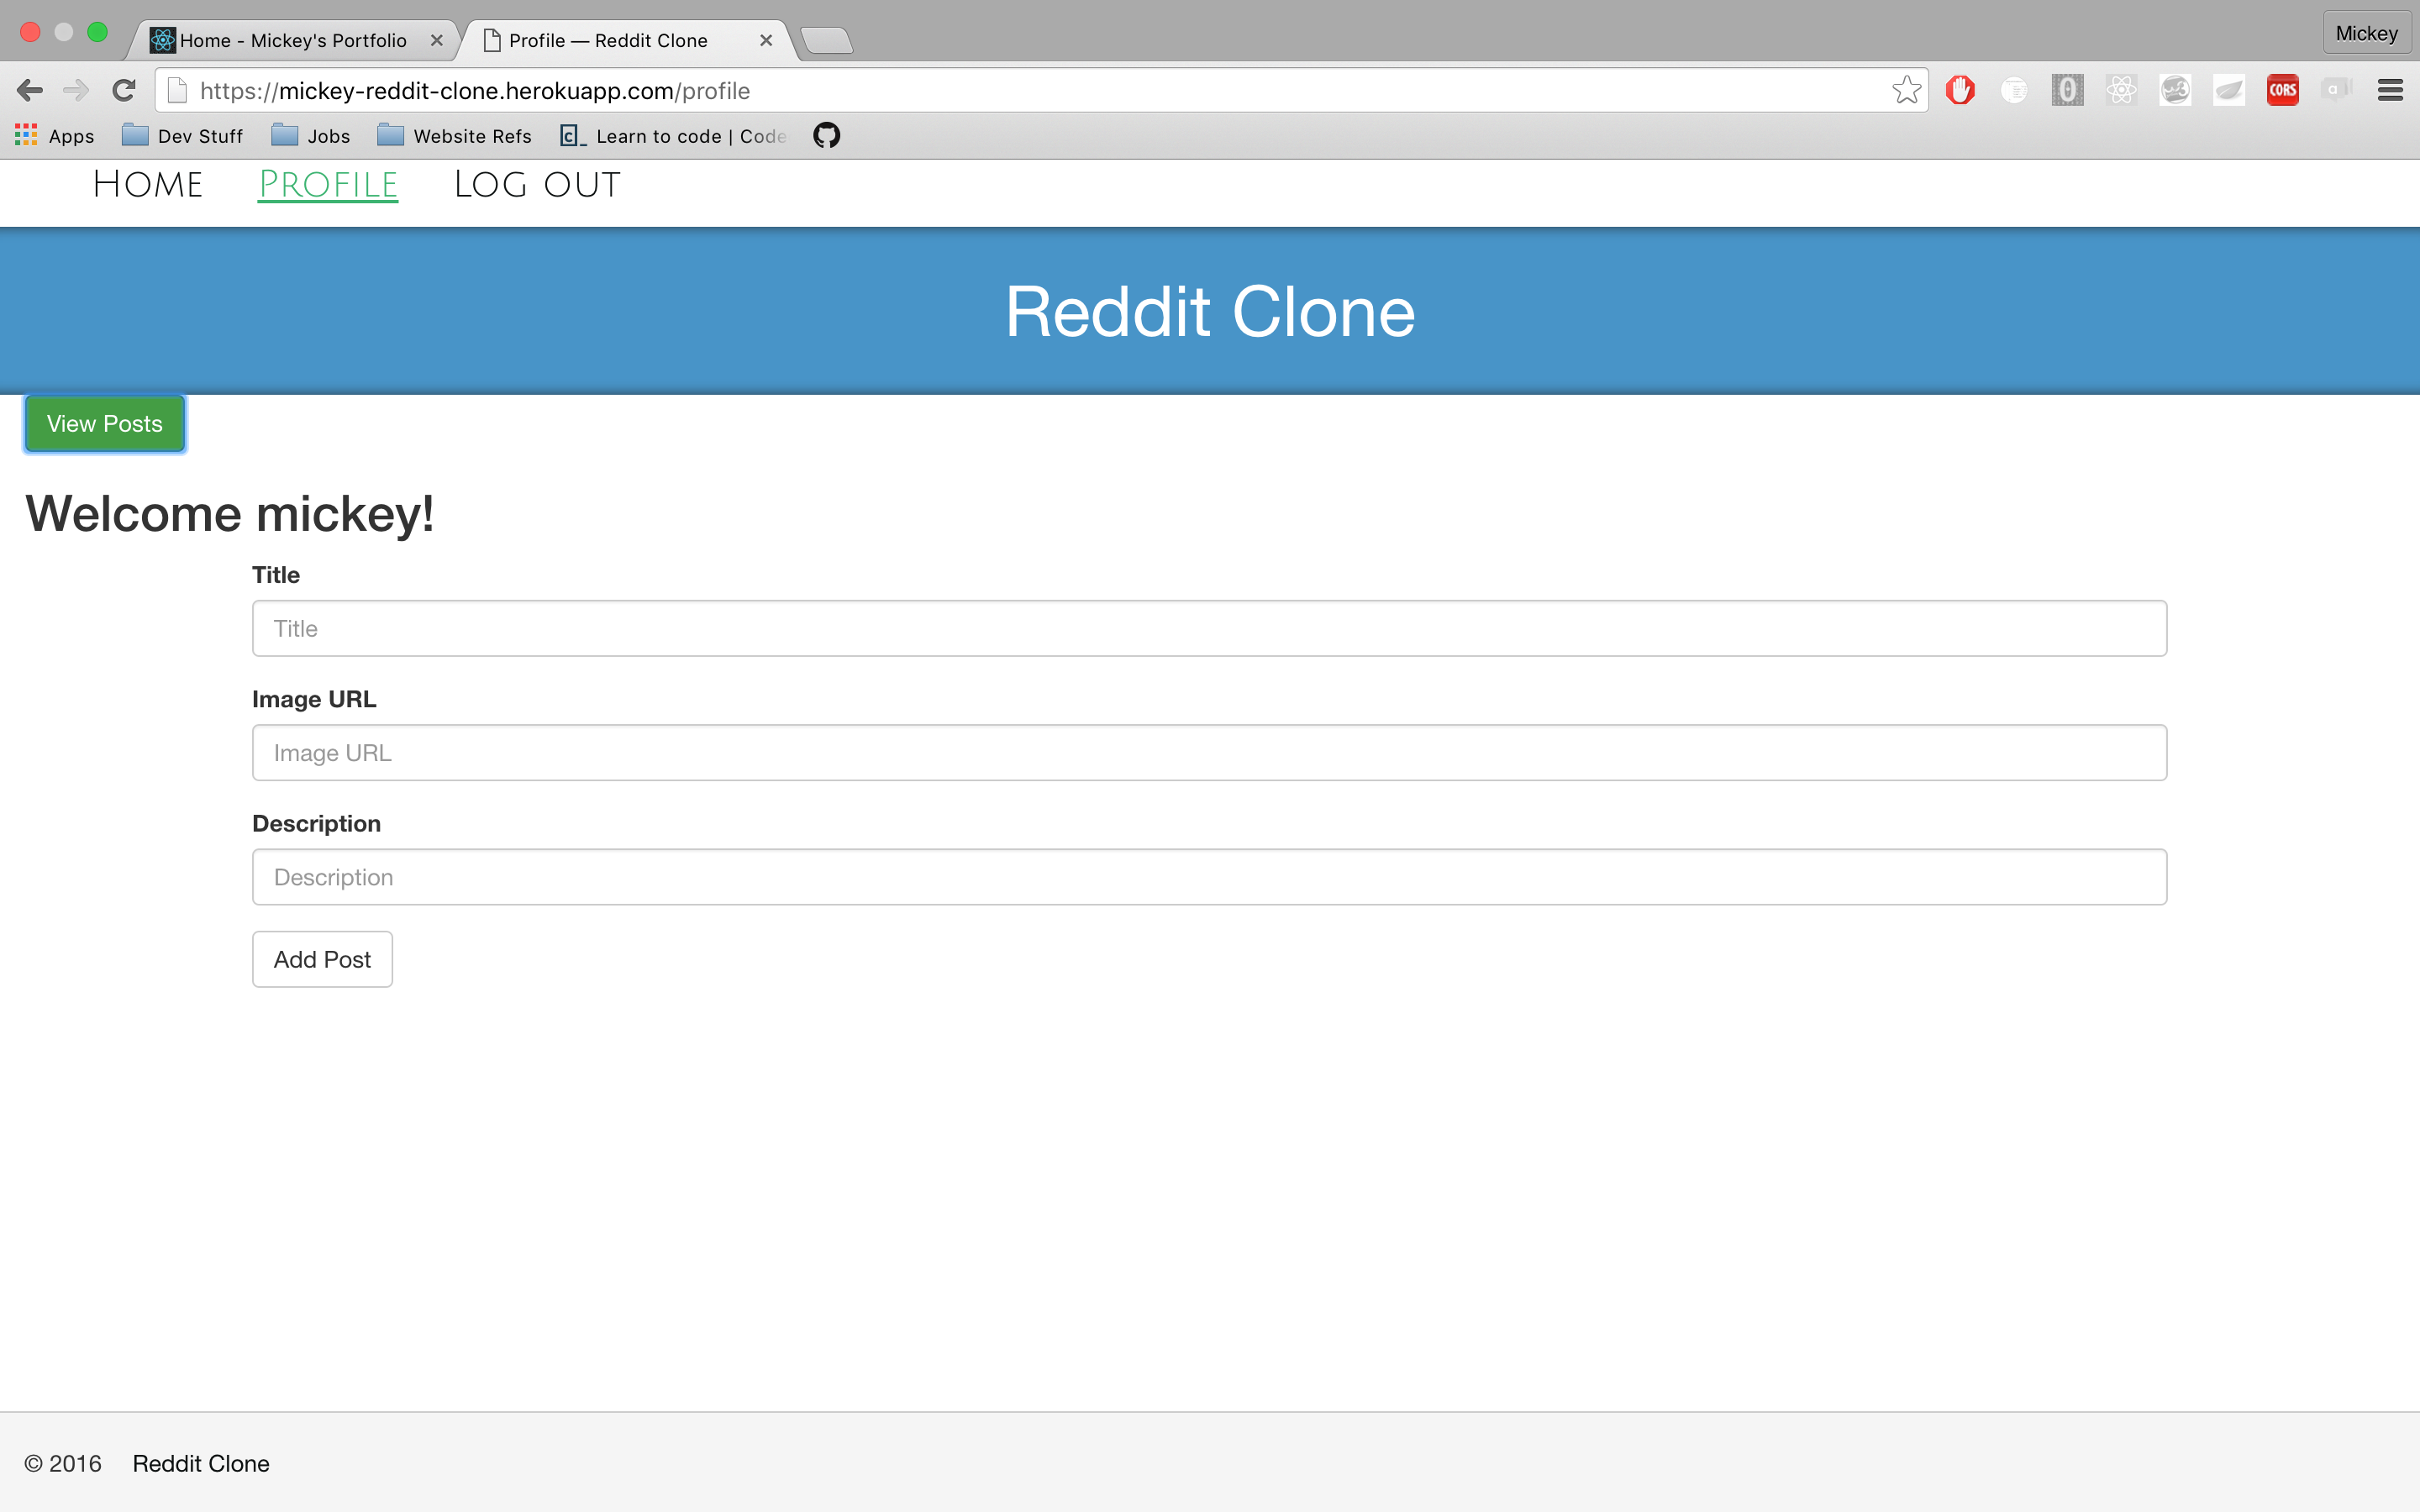 Home - Mickey's Portfolio
Profile — Reddit Clone
Mickey
https://mickey-reddit-clone.herokuapp.com/profile
0
CORS
a
Apps
Dev Stuff
Jobs
Website Refs
c_
Learn to code | Code
Home
Profile
Log out
Reddit Clone
View Posts
Welcome mickey!
Title
Title
Image URL
Image URL
Description
Description
Add Post
© 2016 Reddit Clone